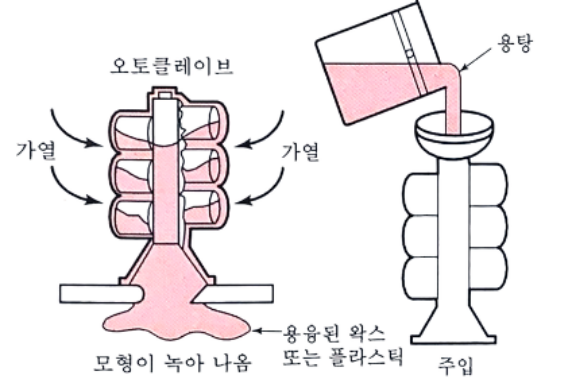 오토클레이브
용탕
가열
가열
용융된 왁스
또는 플라스틱
모형이 녹아 나옴
주입